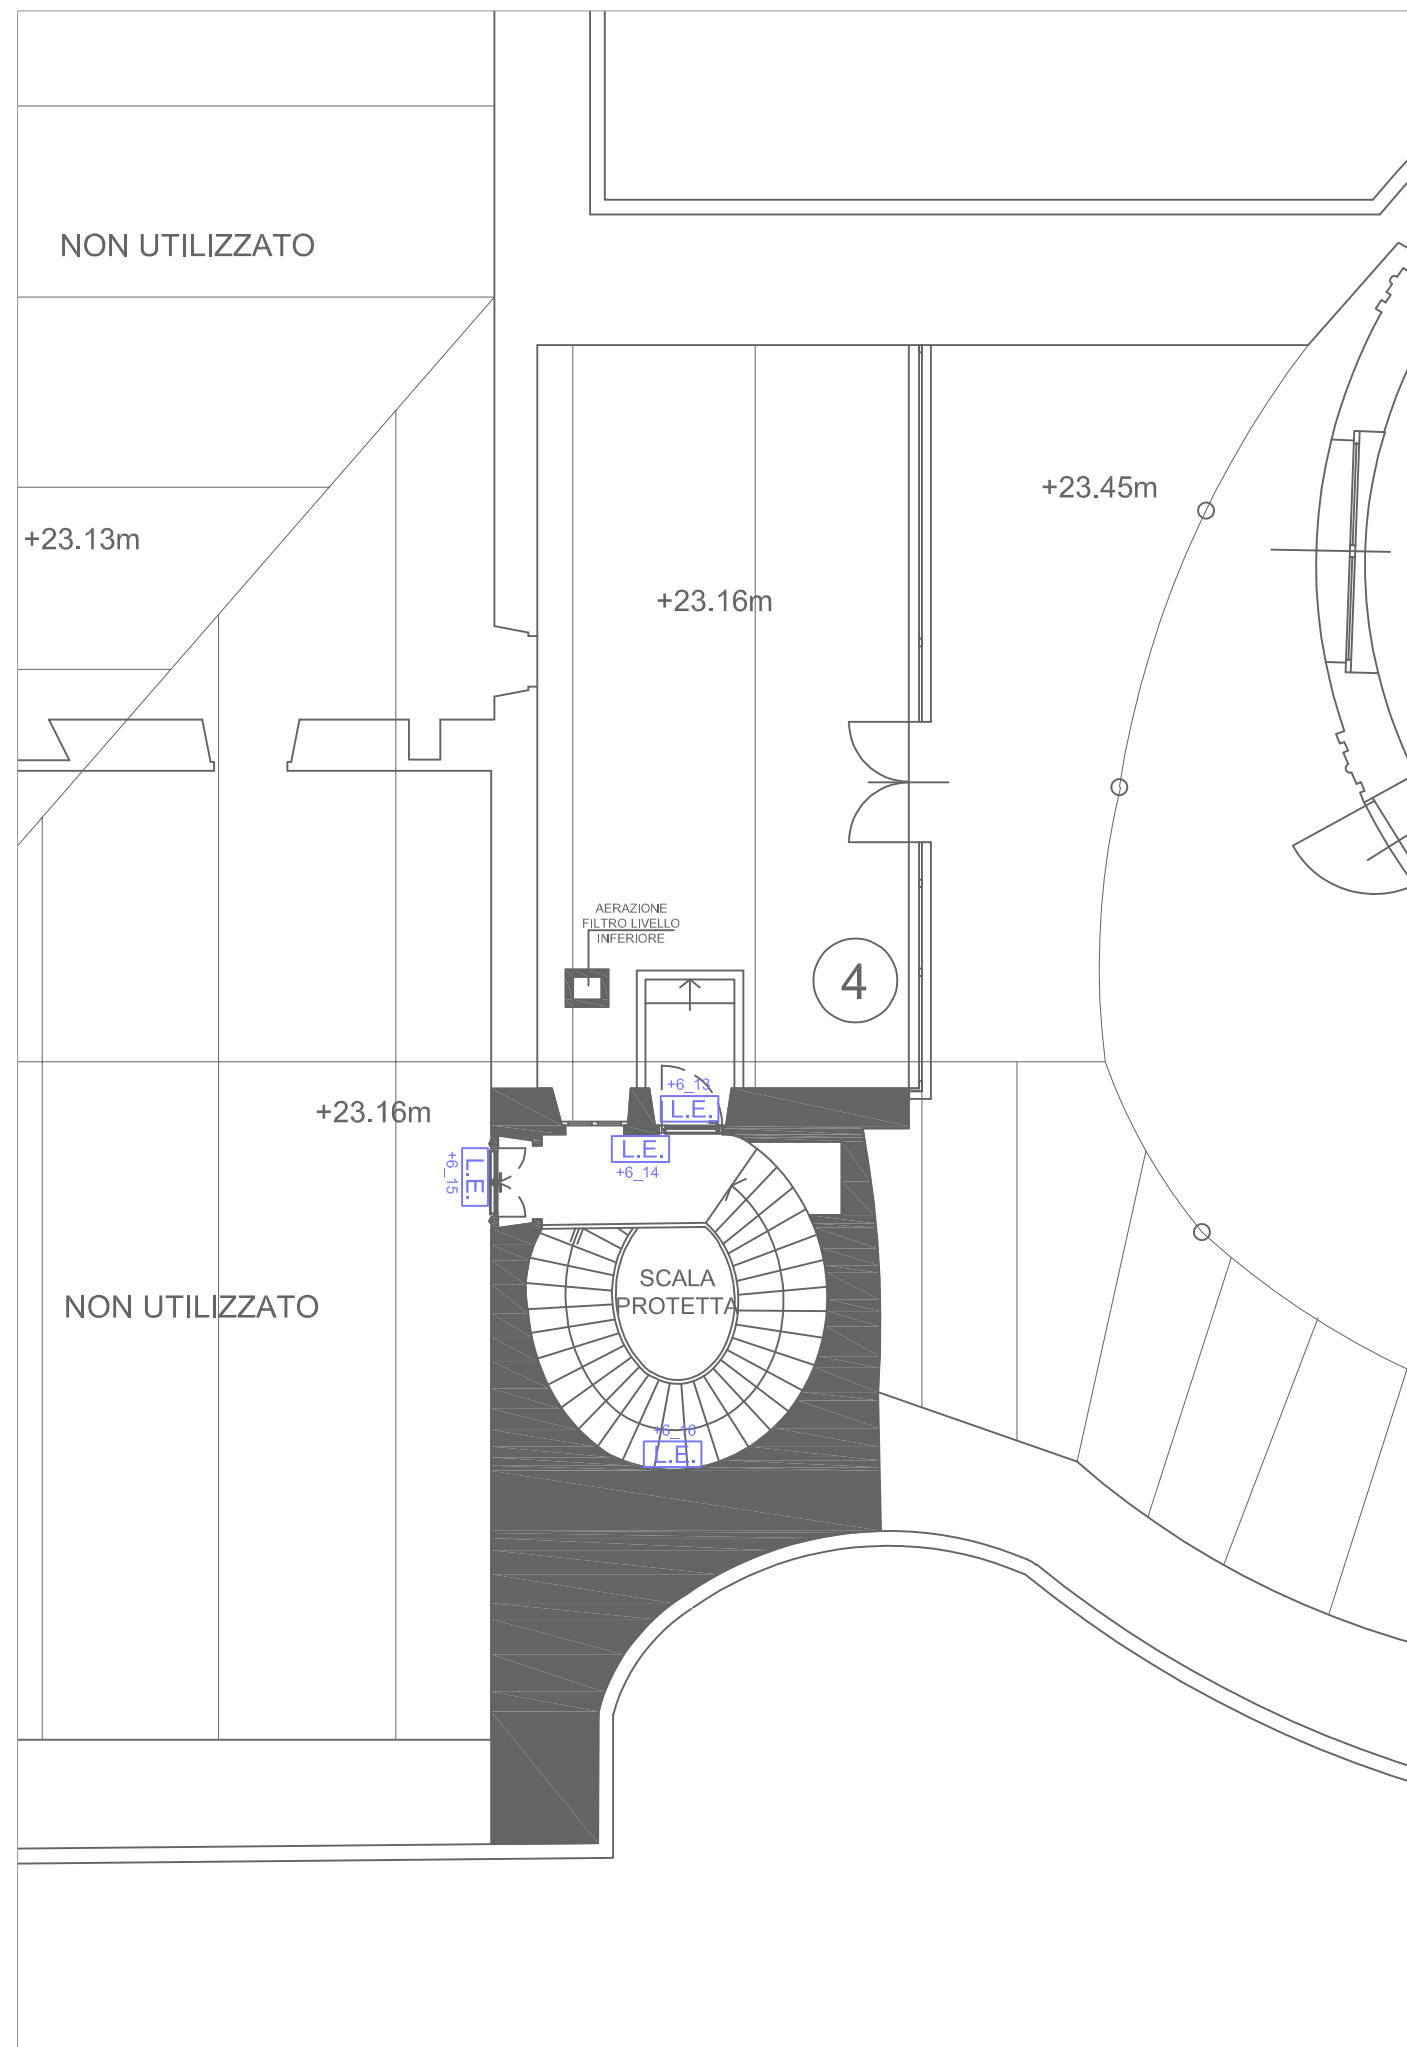 NON UTILIZZATO
+23.45m
+23.13m
+23.16m
AERAZIONE
FILTRO LIVELLO
INFERIORE
4
+6_13
L.E.
+23.16m
L.E.
+6_14
L.E.
+6_15
SCALA
PROTETTA
NON UTILIZZATO
+6_16
L.E.